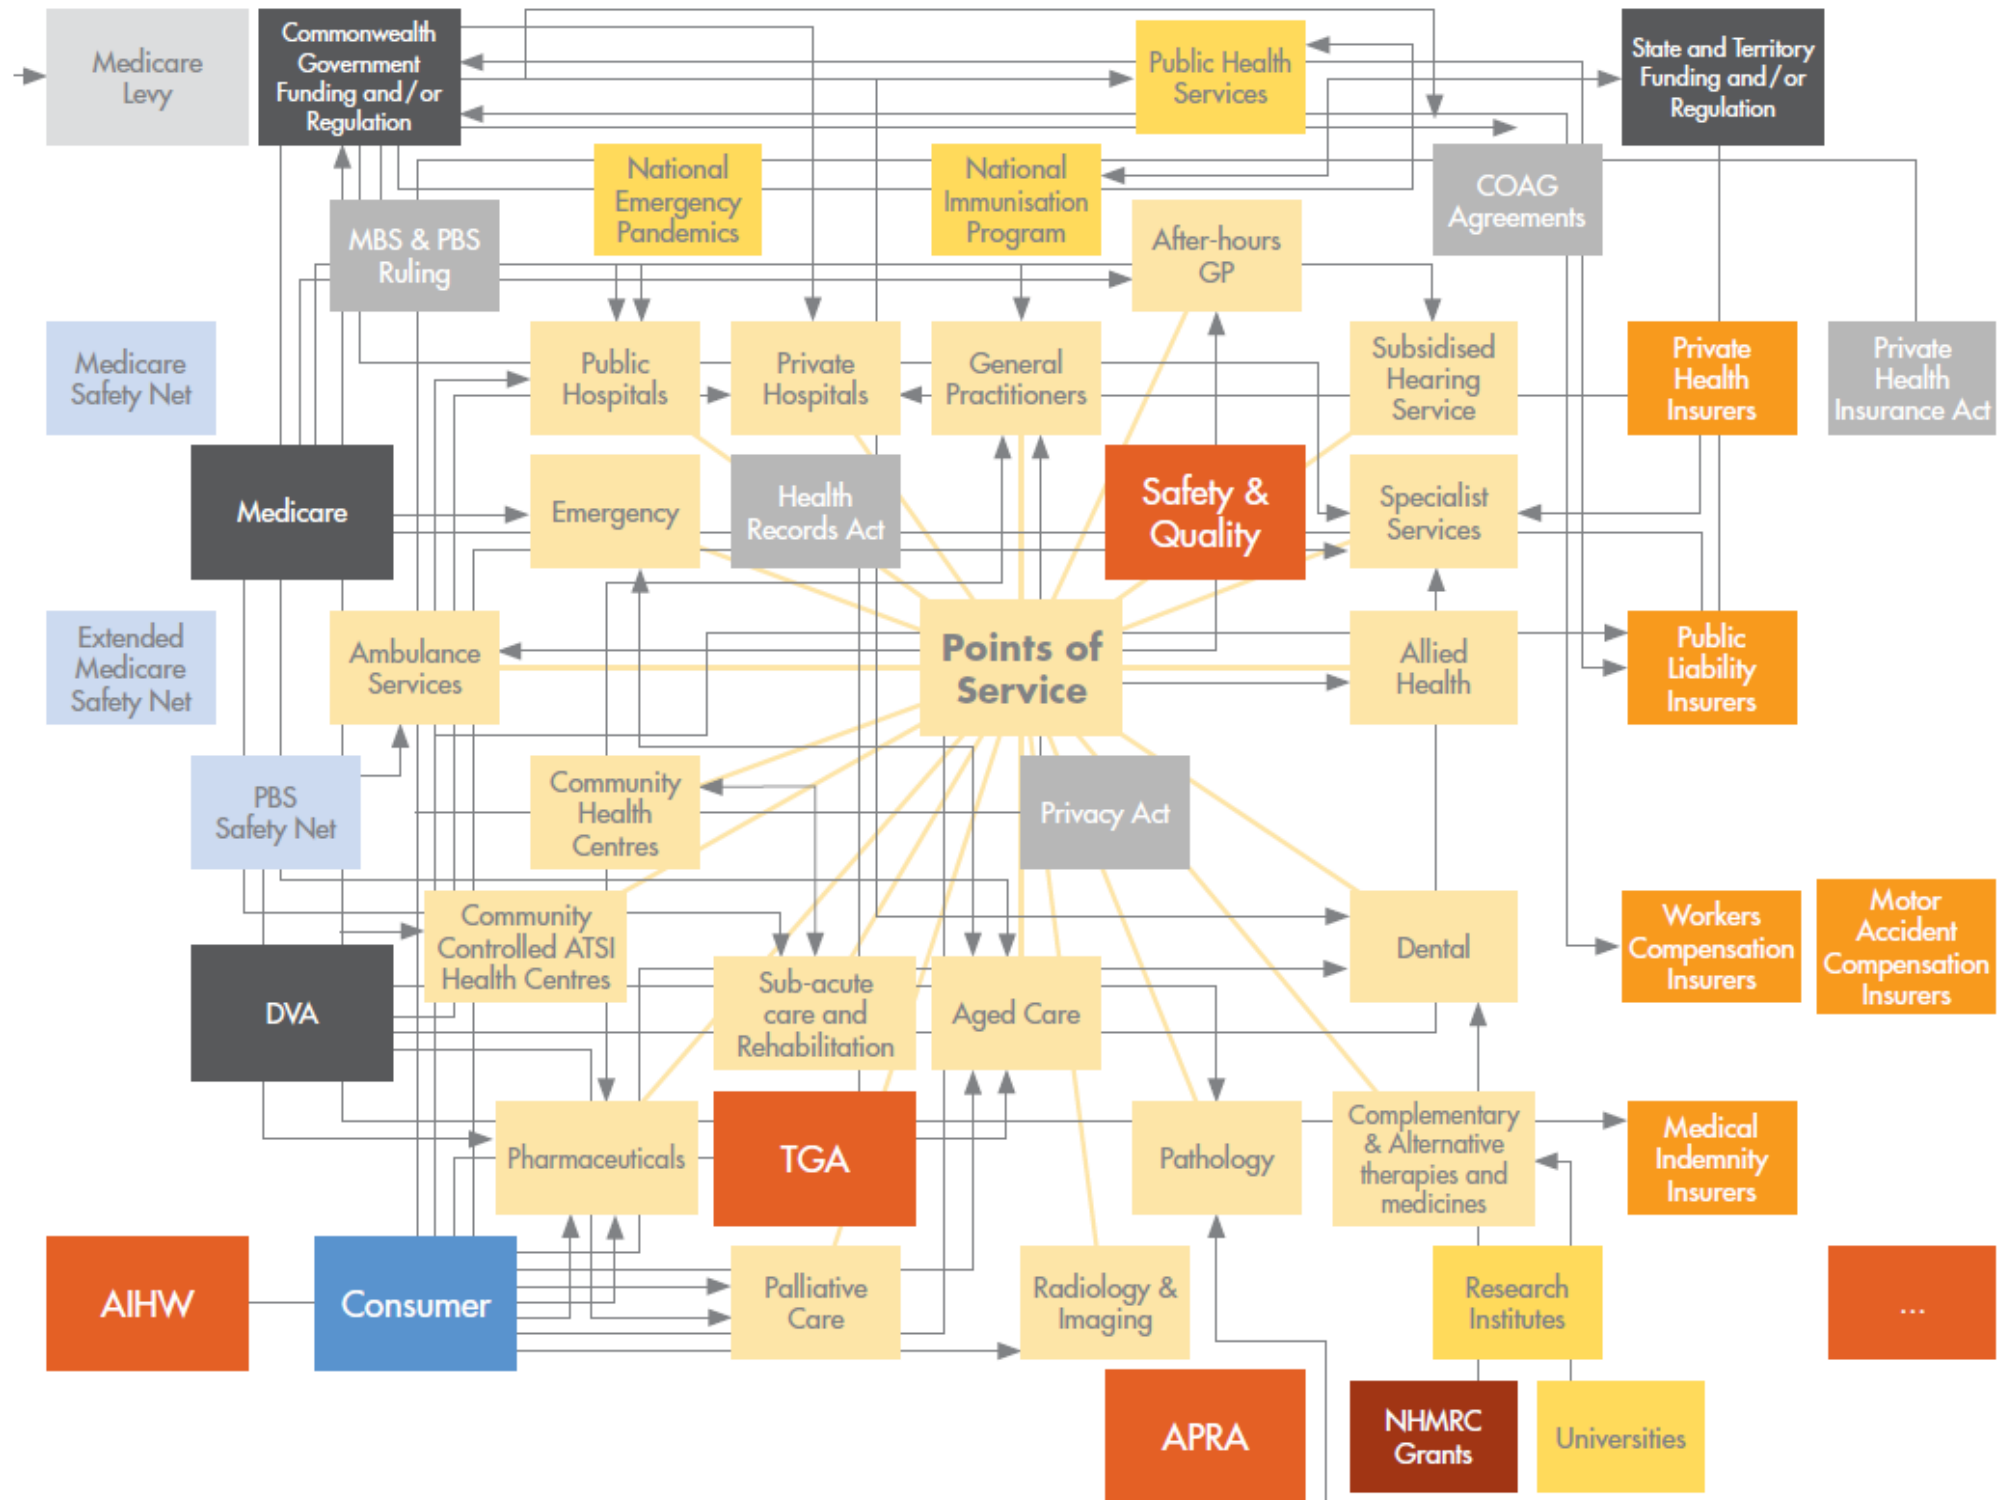 Medicare
Levy
Commonwealth
Government
Funding and/or
Regulation
Public Health
Services
State and Territory
Funding and/or
Regulation
National
Emergency
Pandemics
National
Immunisation
Program
COAG
Agreements
MBS & PBS
Ruling
After-hours
GP
Medicare
Safety Net
Public
Hospitals
Private
Hospitals
General
Practitioners
Subsidised
Hearing
Service
Private
Health
Insurers
Private
Health
Insurance Act
Medicare
Emergency
Health
Records Act
Safety &
Quality
Specialist
Services
Extended
Medicare
Safety Net
Ambulance
Services
Points of
Service
Allied
Health
Public
Liability
Insurers
PBS
Safety Net
Community
Health
Centres
Privacy Act
Community
Controlled ATSI
Health Centres
Dental
Workers
Compensation
Insurers
Motor
Accident
Compensation
Insurers
DVA
Sub-acute
care and
Rehabilitation
Aged Care
Pharmaceuticals
TGA
Pathology
Complementary
& Alternative
therapies and
medicines
Medical
Indemnity
Insurers
AIHW
Consumer
Palliative
Care
Radiology &
Imaging
Research
Institutes
...
APRA
NHMRC
Grants
Universities